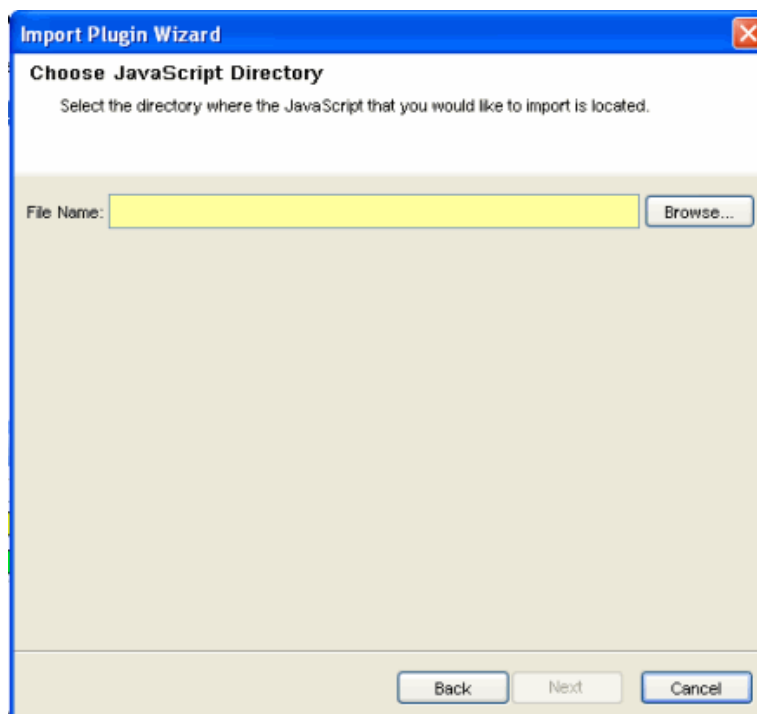 Import Plugin Wizard
Choose JavaScript Directory
Select the directory where the JavaScript that you would like to import is located.
File Name:
Browse...
Back
Next
Cancel